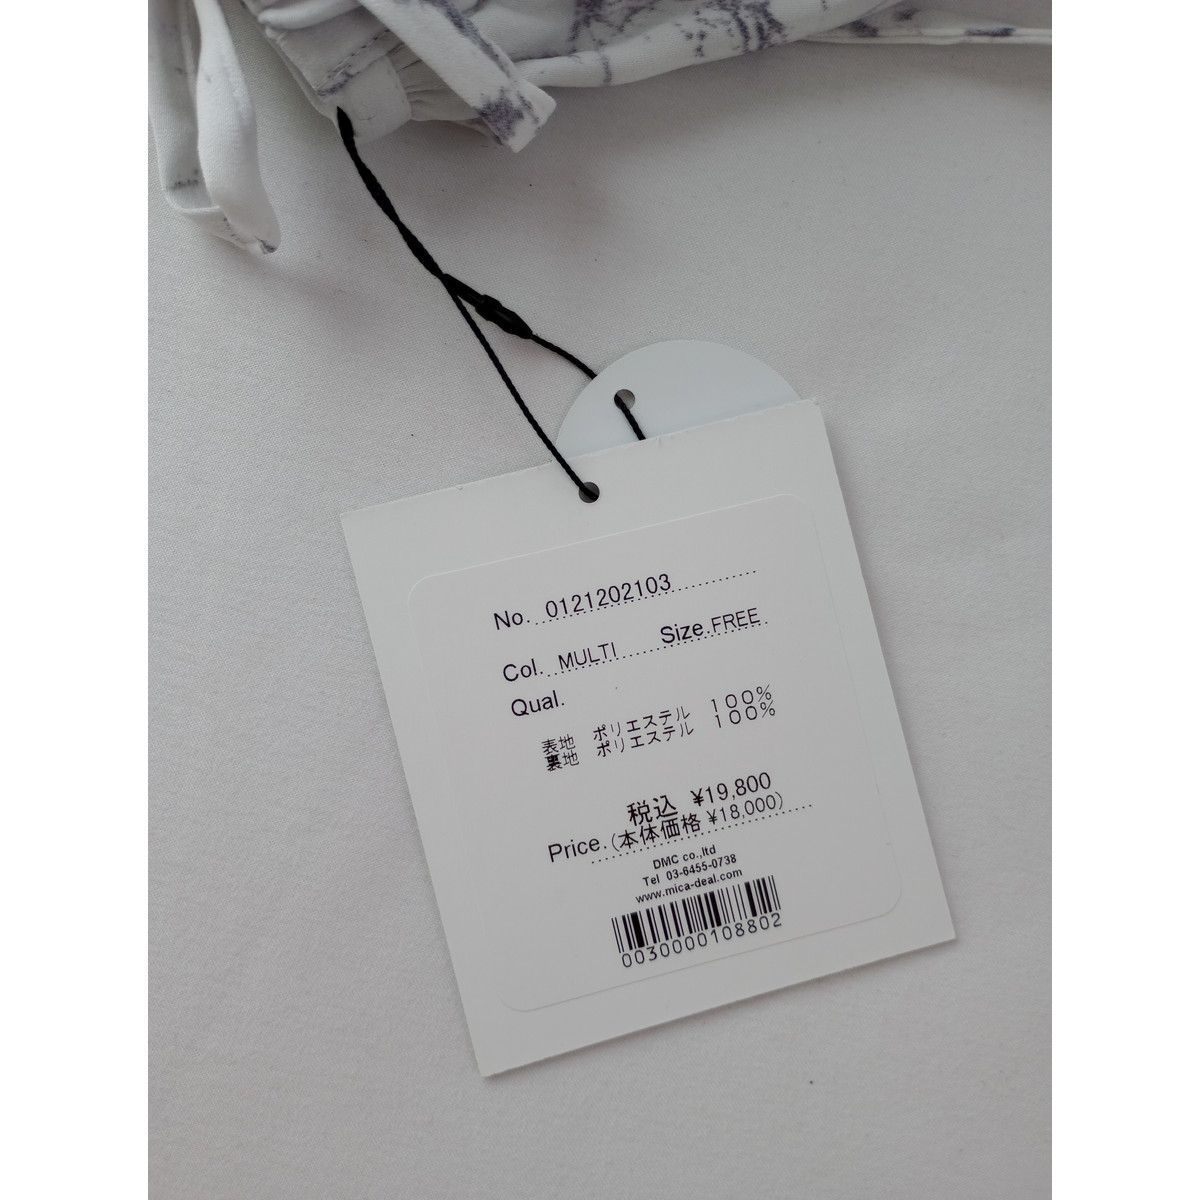 No. 0121202103
Col. MULTI Size.FREE
Qual.
表地 ポリエステル 100%
裏地 ポリエステル 100%
税込 ¥19,800
Price.(本体価格 ¥18,000)
DMC co.,ltd
Tel 03-6455-0738
www.mica-deal.com
0030000108802